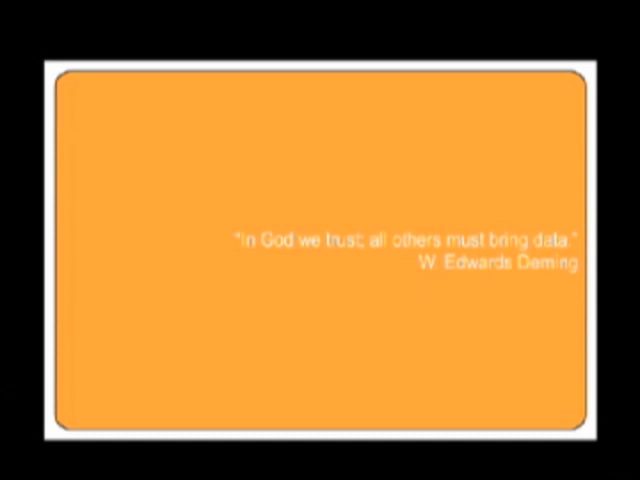 "In God we trust; all others must bring data."
W. Edwards Deming